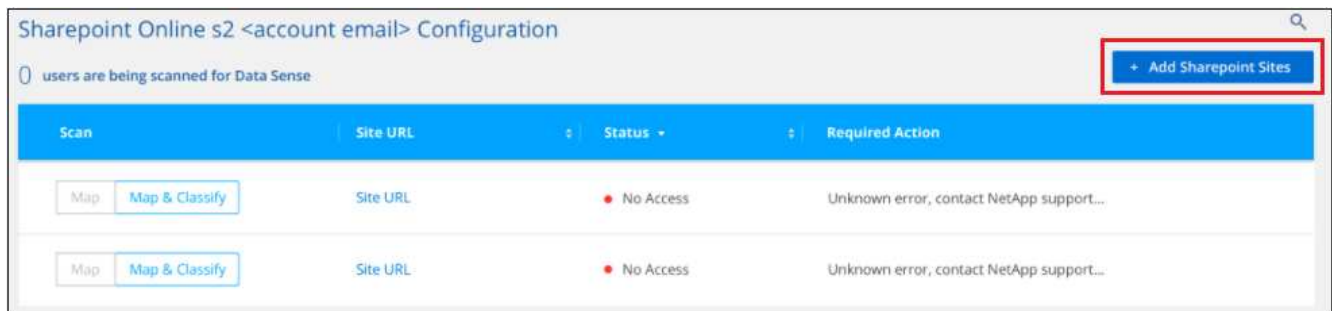 Sharepoint Online s2 <account email> Configuration
0 users are being scanned for Data Sense
+ Add Sharepoint Sites
Scan Site URL Status Required Action
Map Map & Classify Site URL No Access Unknown error, contact NetApp support...
Map Map & Classify Site URL No Access Unknown error, contact NetApp support...